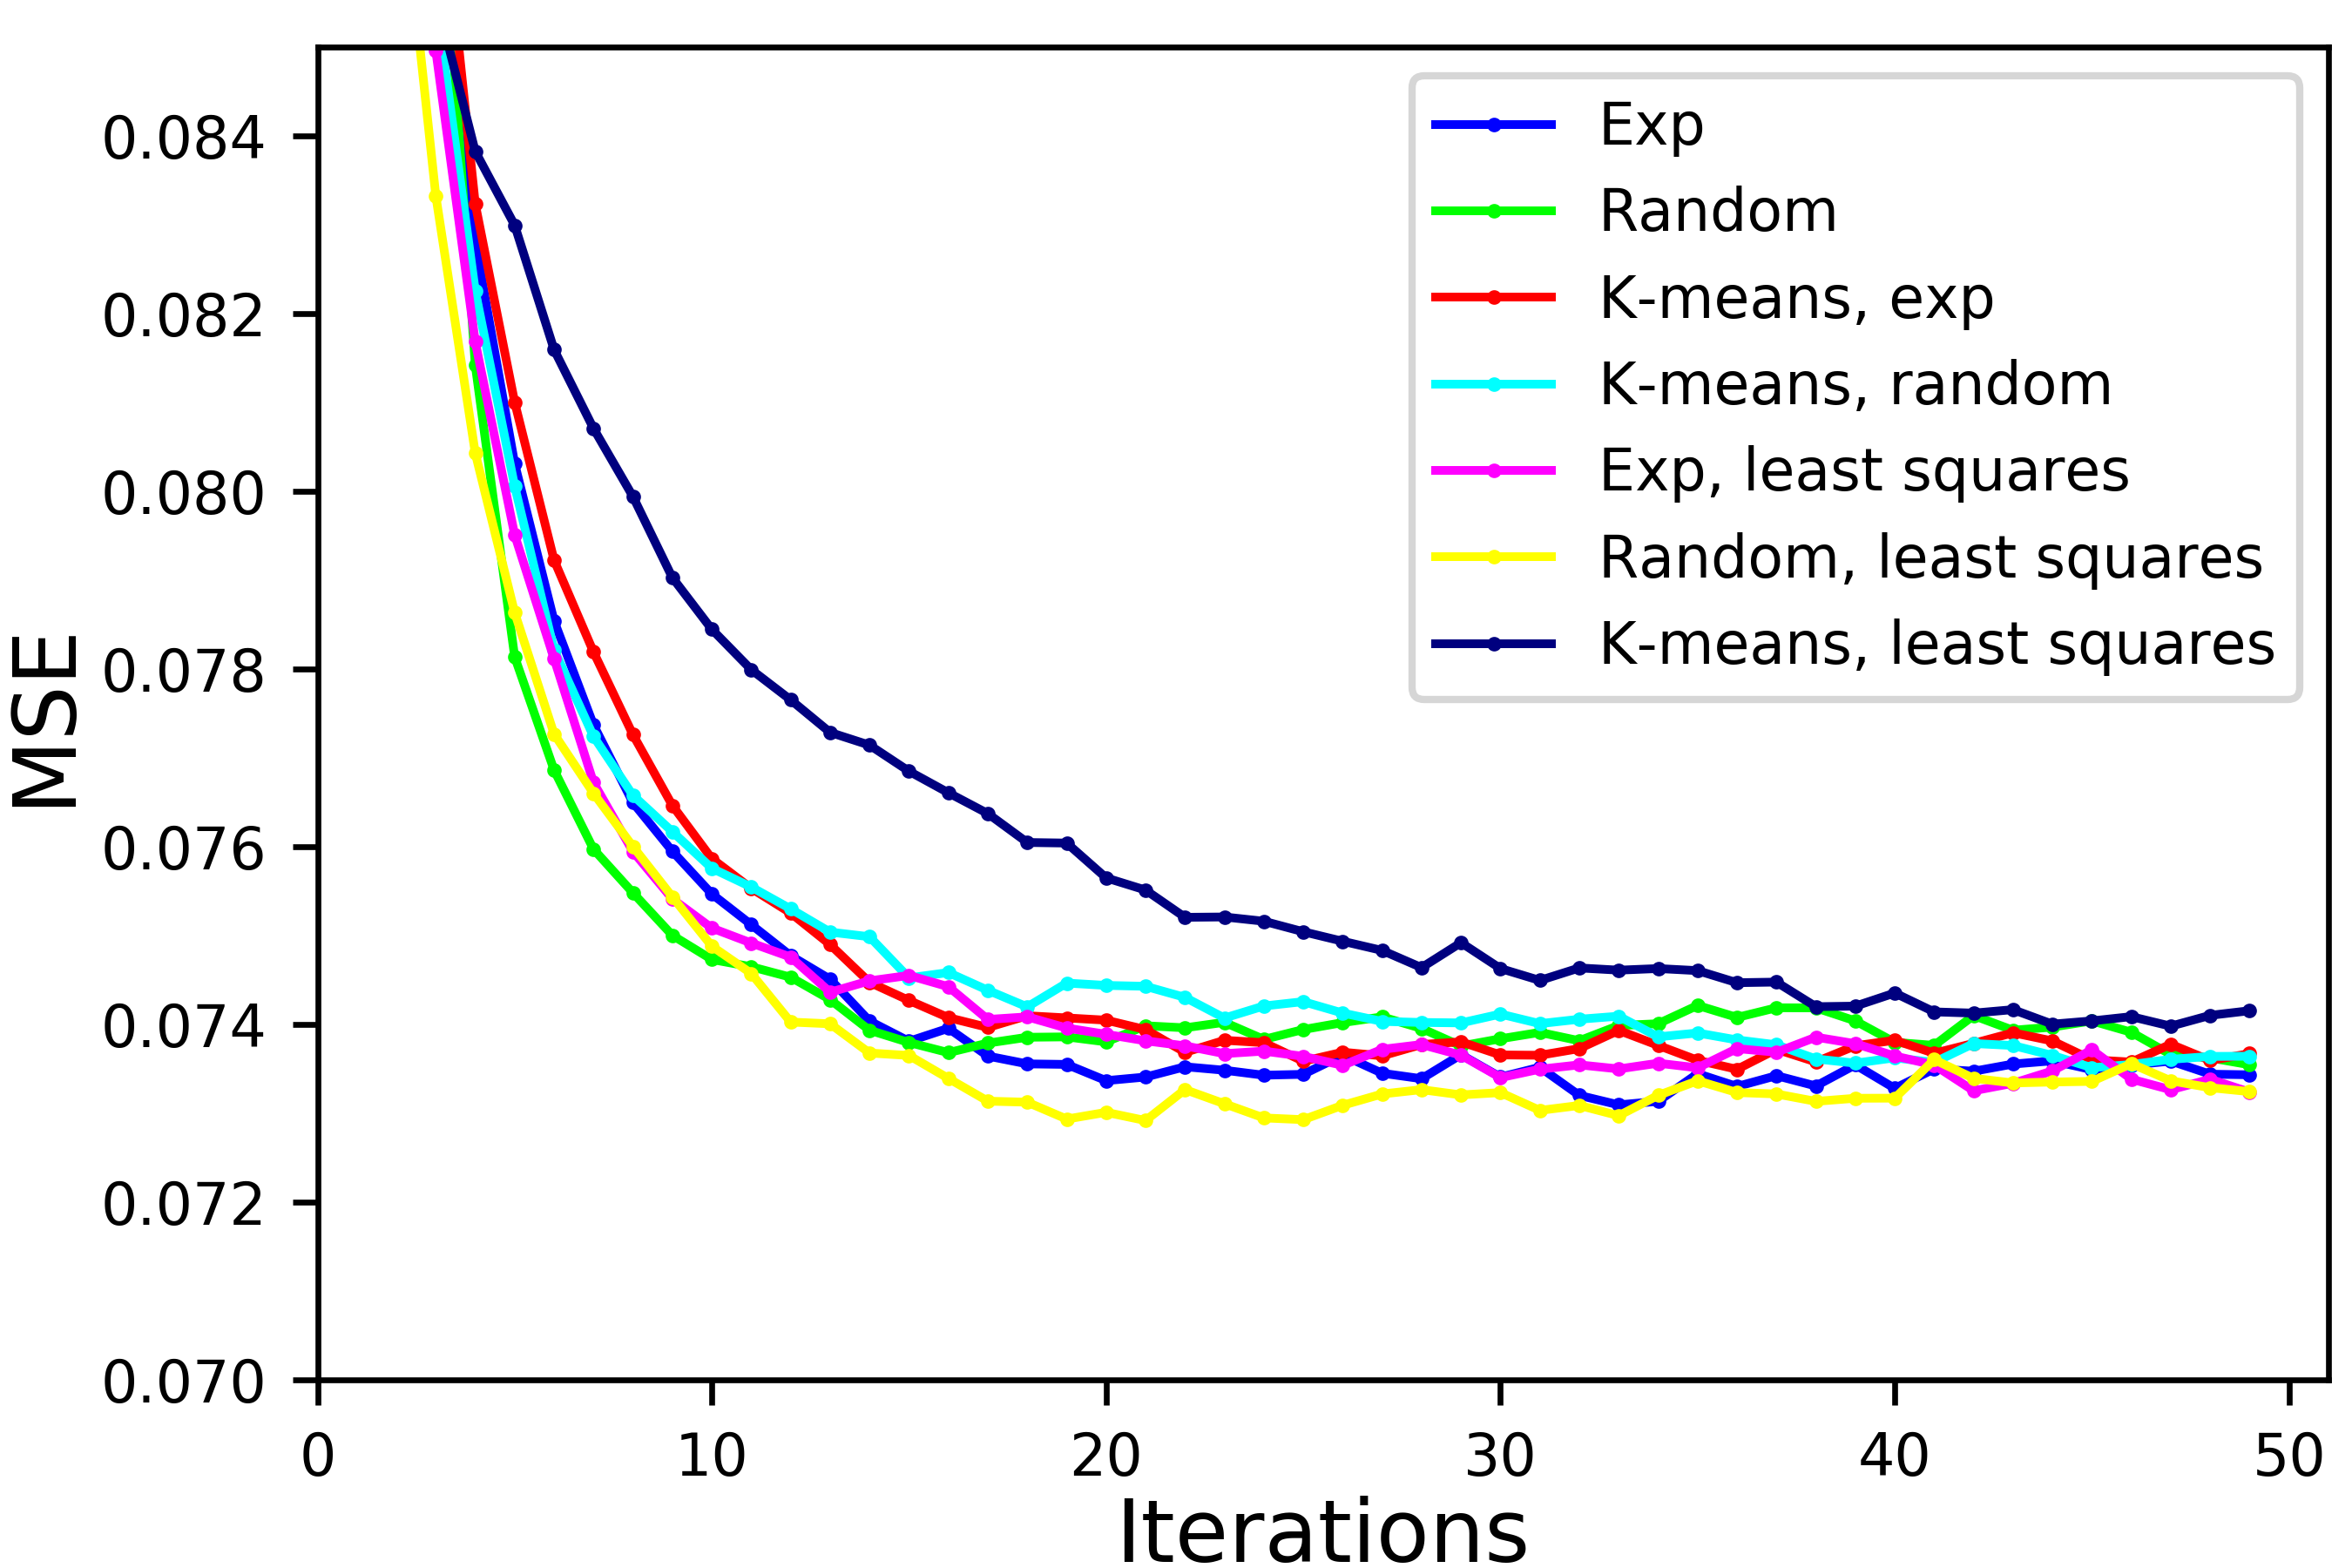 0.084
0.082
0.080
0.078
0.076
0.074
0.072
0.070
MSE
0 10 20 30 40 50
Iterations
Exp
Random
K-means, exp
K-means, random
Exp, least squares
Random, least squares
K-means, least squares